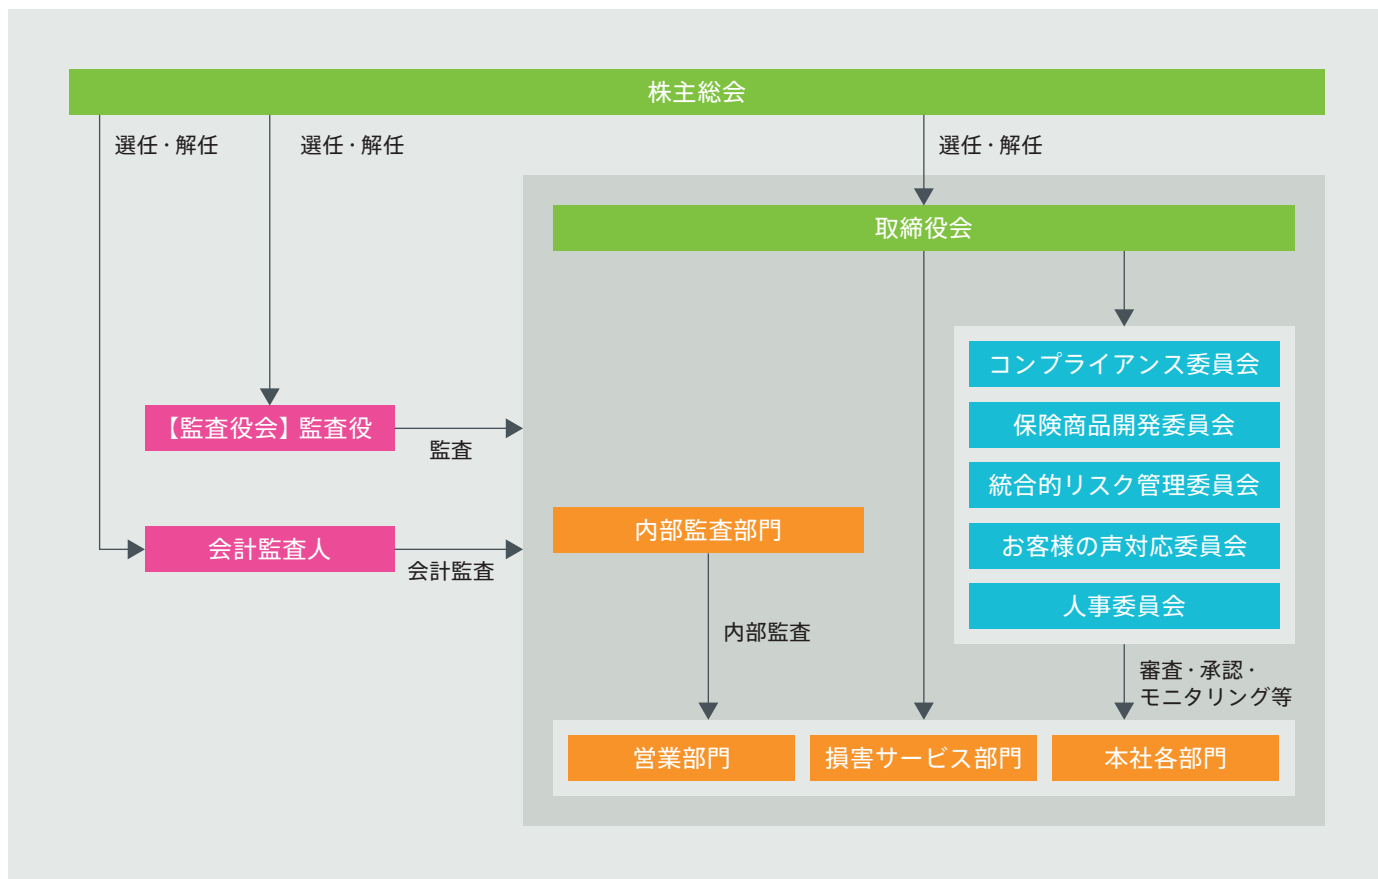 株主総会
選任・解任
選任・解任
選任・解任
取締役会
コンプライアンス委員会
保険商品開発委員会
統合的リスク管理委員会
お客様の声対応委員会
人事委員会
【監査役会】監査役
監査
会計監査人
会計監査
内部監査部門
内部監査
審査・承認・
モニタリング等
営業部門
損害サービス部門
本社各部門